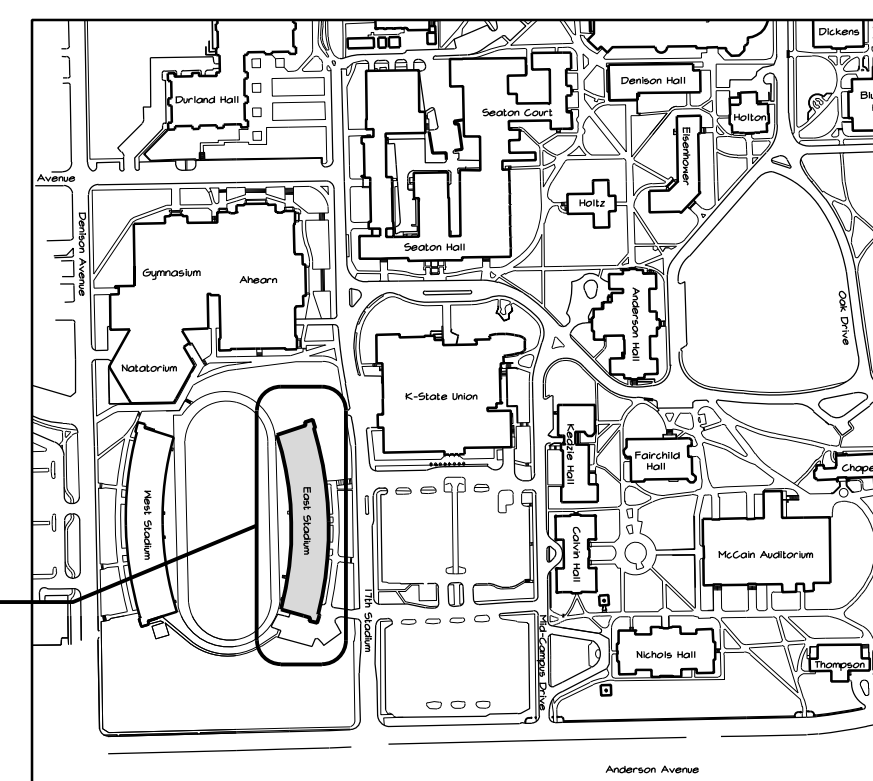 Dickens
Denison Hall
Durland Hall
Seaton Court
Holton
Eisenhower
Avenue
Holtz
Denison Avenue
Seaton Hall
Gymnasium
Ahearn
Anderson Hall
Oak Drive
Natatorium
K-State Union
Kedzie Hall
Fairchild
Hall
West Stadium
East Stadium
Calvin Hall
McCain Auditorium
17th Stadium
Mid-Campus Drive
Nichols Hall
Thompson
Anderson Avenue